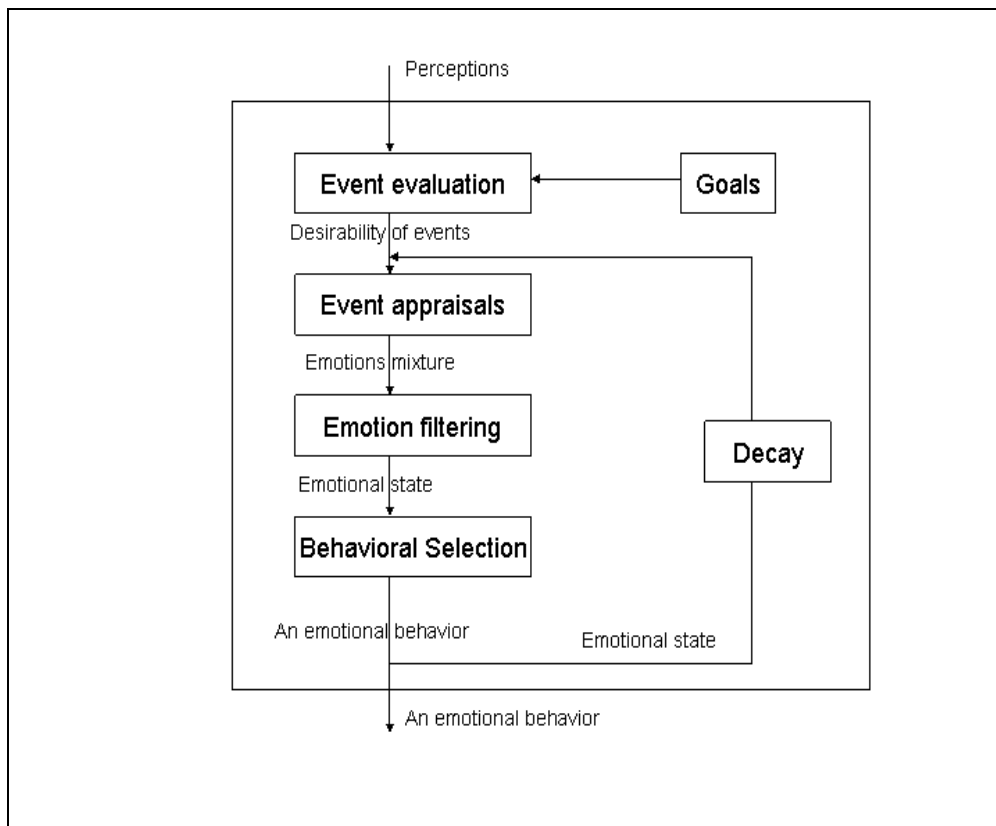 Perceptions
Event evaluation
Goals
Desirability of events
Event appraisals
Emotions mixture
Emotion filtering
Decay
Emotional state
Behavioral Selection
An emotional behavior
Emotional state
An emotional behavior